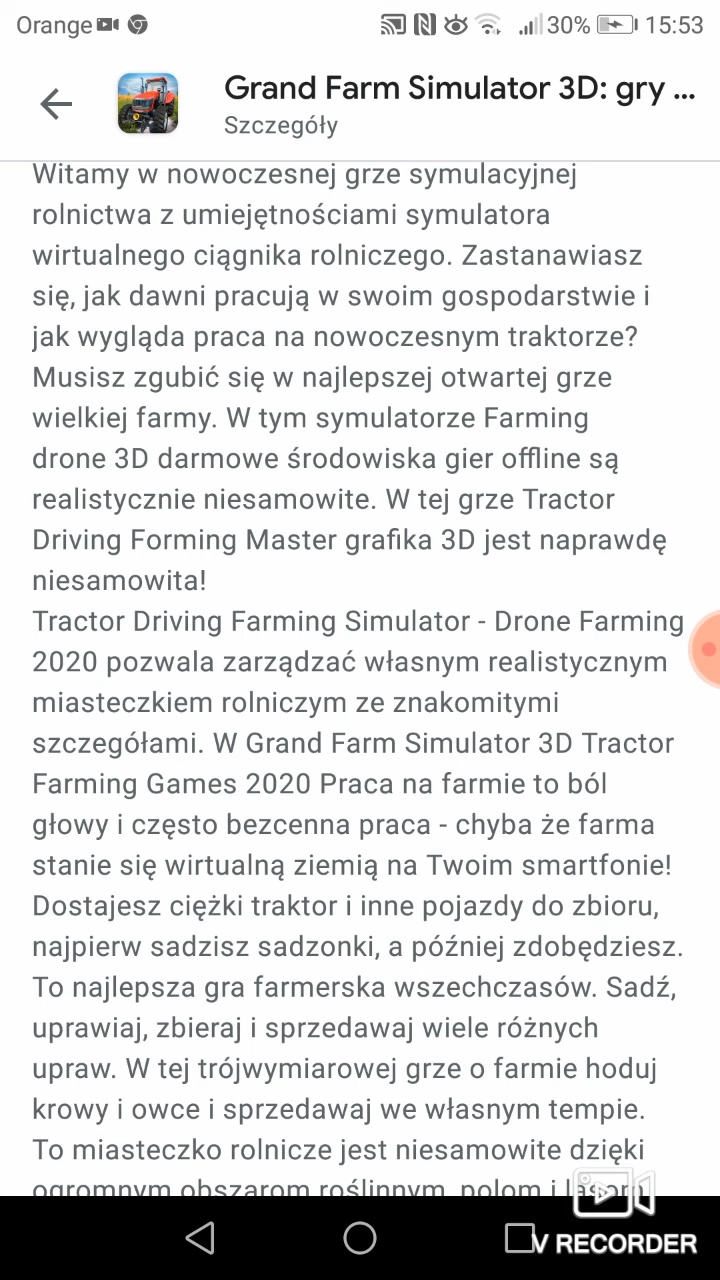 Orange
30%
15:53
Grand Farm Simulator 3D: gry ...
Szczegóły
Witamy w nowoczesnej grze symulacyjnej
rolnictwa z umiejętnościami symulatora
wirtualnego ciągnika rolniczego. Zastanawiasz
się, jak dawni pracują w swoim gospodarstwie i
jak wygląda praca na nowoczesnym traktorze?
Musisz zgubić się w najlepszej otwartej grze
wielkiej farmy. W tym symulatorze Farming
drone 3D darmowe środowiska gier offline są
realistycznie niesamowite. W tej grze Tractor
Driving Forming Master grafika 3D jest naprawdę
niesamowita!
Tractor Driving Farming Simulator - Drone Farming
2020 pozwala zarządzać własnym realistycznym
miasteczkiem rolniczym ze znakomitymi
szczegółami. W Grand Farm Simulator 3D Tractor
Farming Games 2020 Praca na farmie to ból
głowy i często bezcenna praca - chyba że farma
stanie się wirtualną ziemią na Twoim smartfonie!
Dostajesz ciężki traktor i inne pojazdy do zbioru,
najpierw sadzisz sadzonki, a później zdobędziesz.
To najlepsza gra farmerska wszechczasów. Sadź,
uprawiaj, zbieraj i sprzedawaj wiele różnych
upraw. W tej trójwymiarowej grze o farmie hoduj
krowy i owce i sprzedawaj we własnym tempie.
To miasteczko rolnicze jest niesamowite dzięki
ogromnym obszarom roślinnym, polom i lasom
V RECORDER